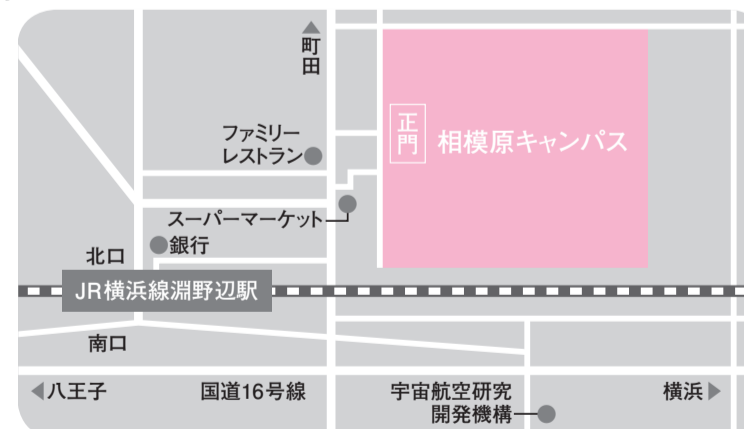 ▲
町田
ファミリー
レストラン
正門
相模原キャンパス
スーパーマーケット
銀行
北口
JR横浜線淵野辺駅
南口
◀八王子
国道16号線
宇宙航空研究
開発機構
横浜▶